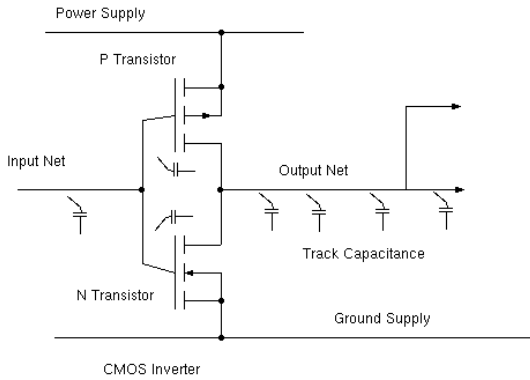 Power Supply
P Transistor
Input Net
Output Net
Track Capacitance
N Transistor
Ground Supply
CMOS Inverter